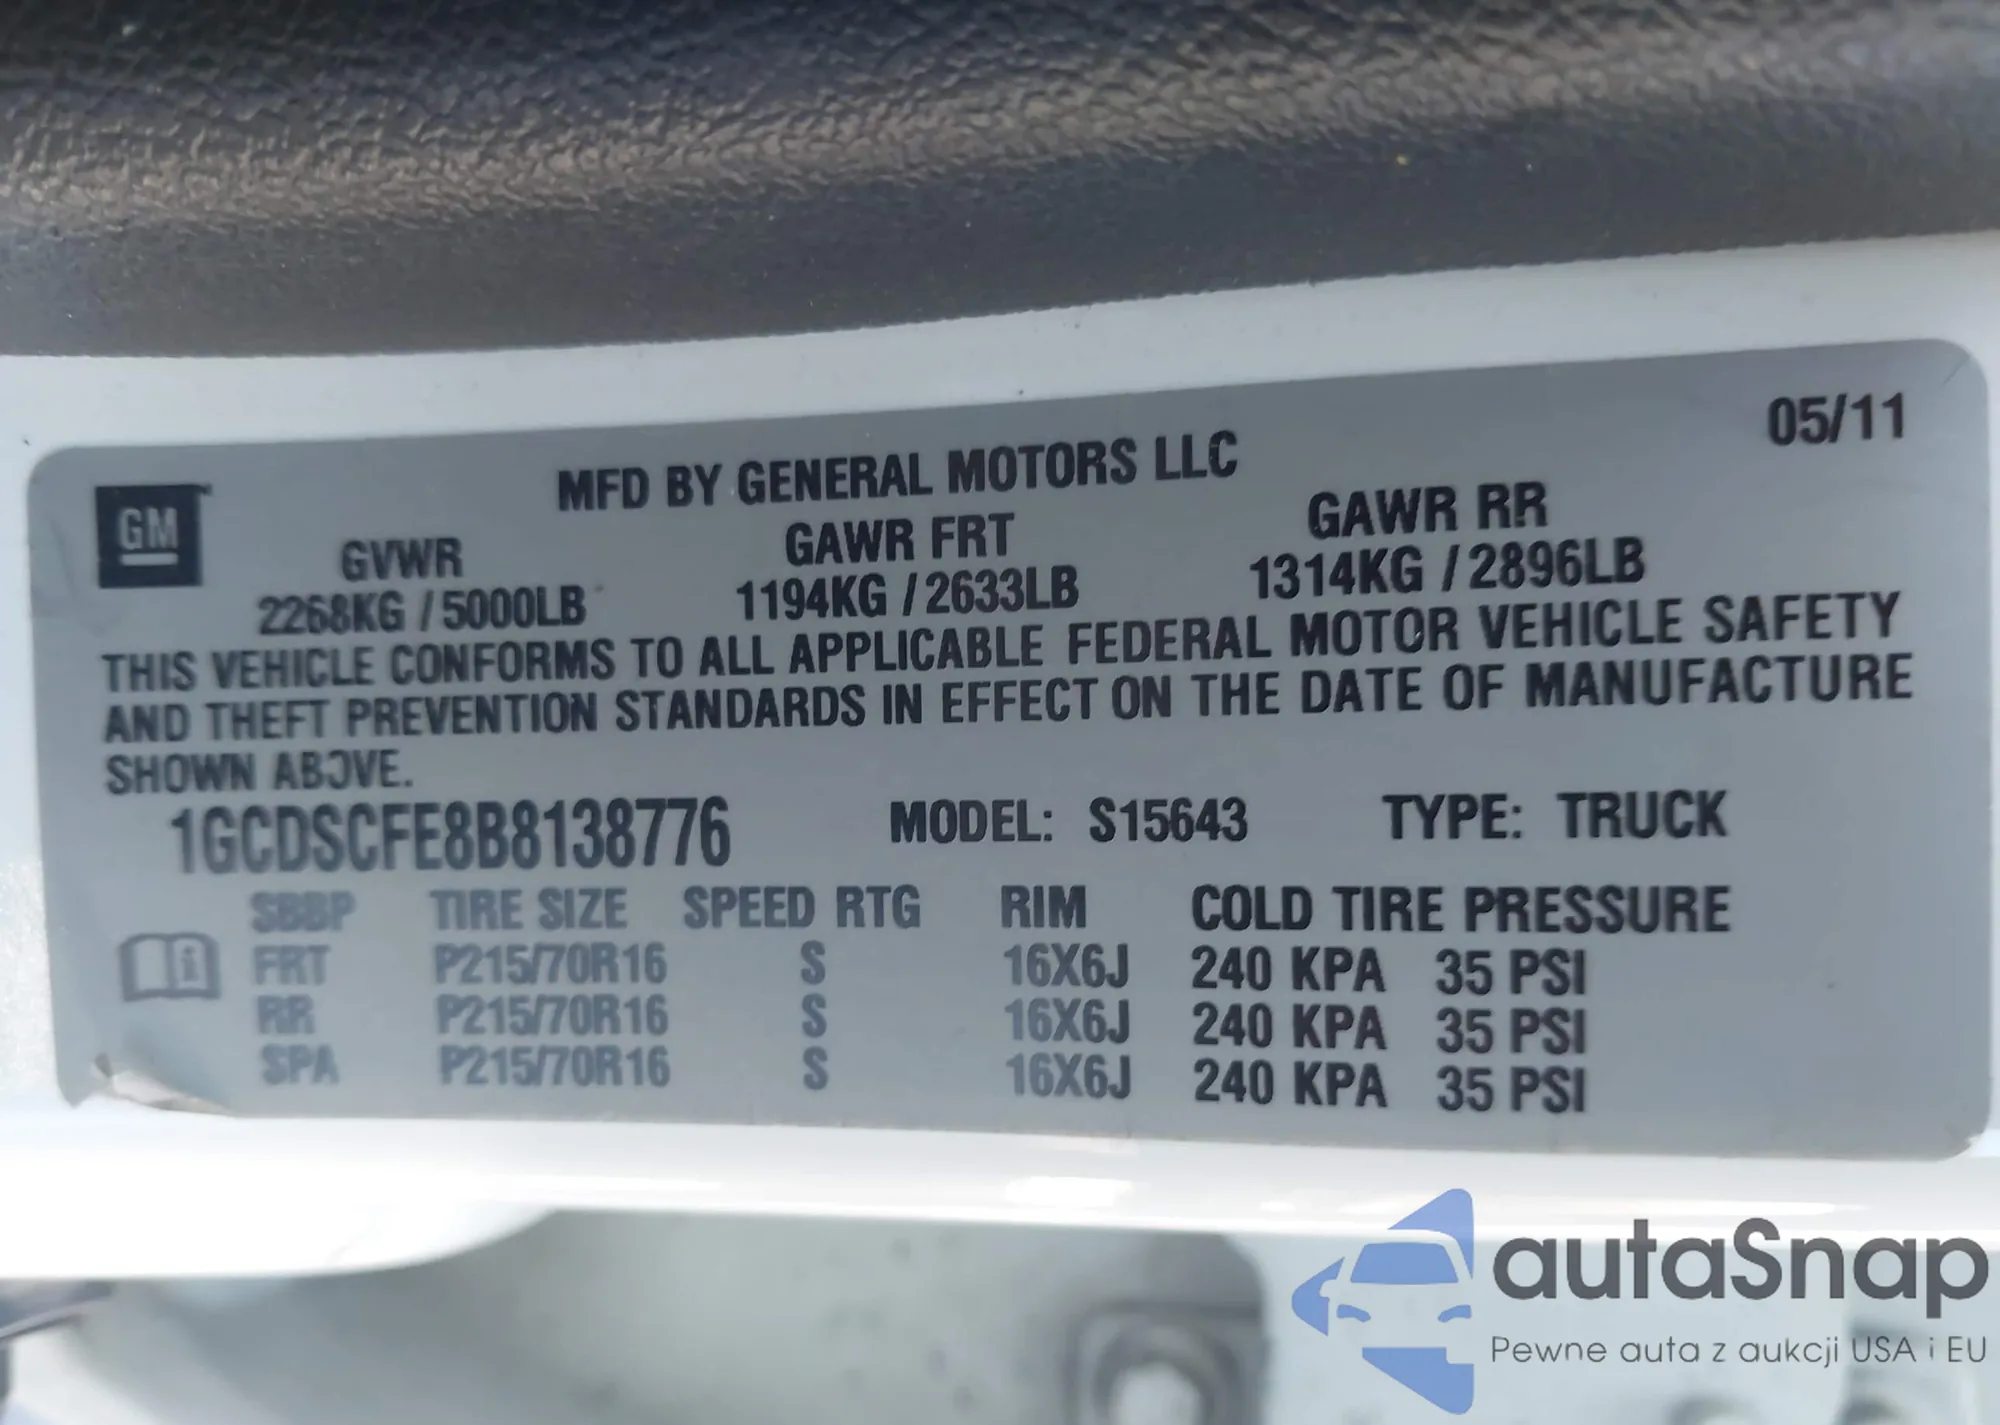 05/11
MFD BY GENERAL MOTORS LLC
GM
GVWR GAWR FRT GAWR RR
2268KG / 5000LB 1194KG / 2633LB 1314KG / 2896LB
THIS VEHICLE CONFORMS TO ALL APPLICABLE FEDERAL MOTOR VEHICLE SAFETY
AND THEFT PREVENTION STANDARDS IN EFFECT ON THE DATE OF MANUFACTURE
SHOWN ABOVE.
1GCDSCFE8B8138776 MODEL: S15643 TYPE: TRUCK
SBBP TIRE SIZE SPEED RTG RIM COLD TIRE PRESSURE
FRT P215/70R16 S 16X6J 240 KPA 35 PSI
RR P215/70R16 S 16X6J 240 KPA 35 PSI
SPA P215/70R16 S 16X6J 240 KPA 35 PSI
autaSnap
Pewne auta z aukcji USA i EU